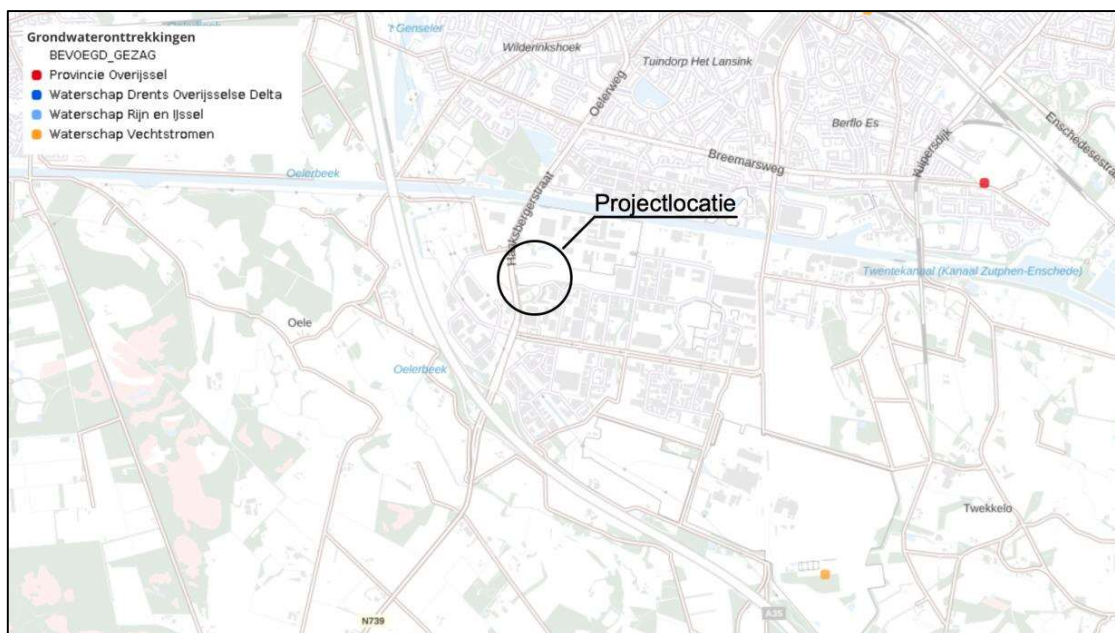 Grondwateronttrekkingen
BEVOEGD_GEZAG
Provincie Overijssel
Waterschap Drents Overijsselse Delta
Waterschap Rijn en IJssel
Waterschap Vechtstromen
't Genseler
Wilderinkshoek
Tuindorp Het Lansink
Oelerweg
Berflo Es
Enschedesestraat
Kuipersdijk
Breemarsweg
Oelerbeek
Haaksbergerstraat
Projectlocatie
Twentekanaal (Kanaal Zutphen-Enschede)
Oele
Oelerbeek
Twekkelo
A35
N739